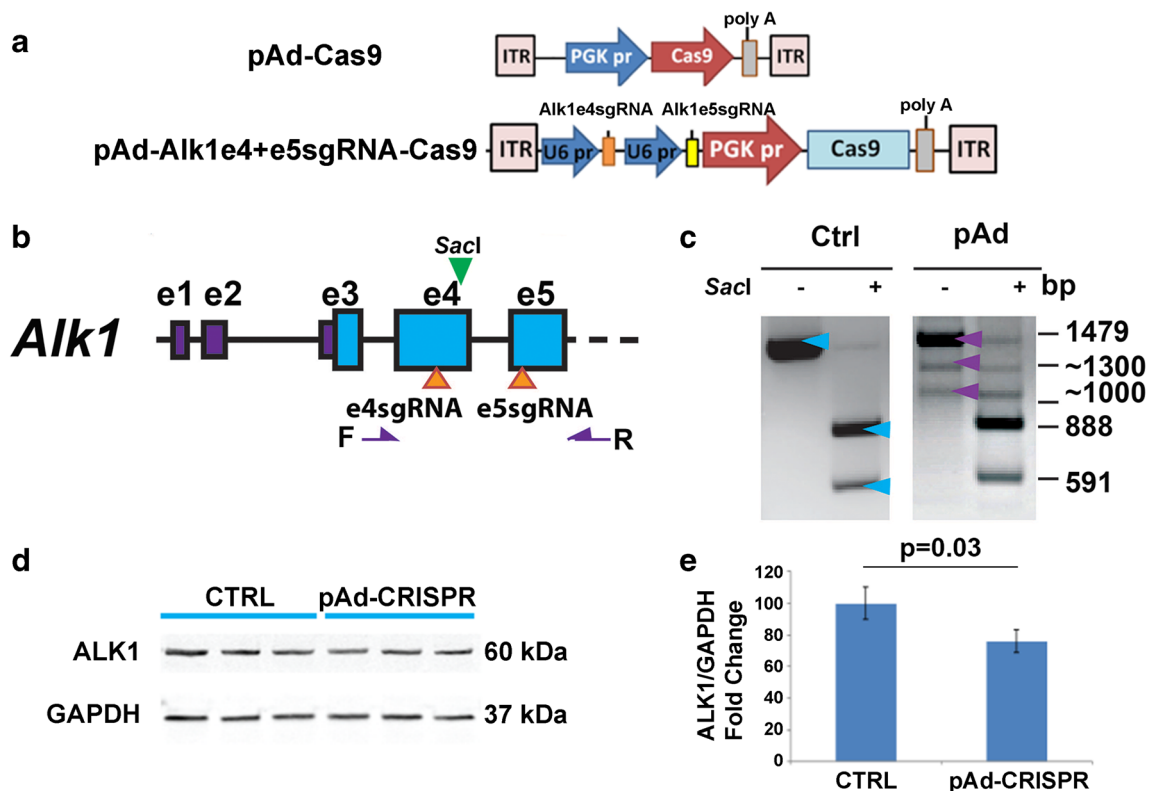 a
pAd-Cas9
ITR PGK pr Cas9 poly A ITR
pAd-Alk1e4+e5sgRNA-Cas9
Alk1e4sgRNA Alk1e5sgRNA poly A
ITR U6 pr U6 pr PGK pr Cas9 ITR
b
SacI
e1 e2 e3 e4 e5
Alk1
e4sgRNA e5sgRNA
F R
c
Ctrl pAd
SacI - + - + bp
1479
~1300
~1000
888
591
d
CTRL pAd-CRISPR
ALK1 60 kDa
GAPDH 37 kDa
e
p=0.03
ALK1/GAPDH
Fold Change
120
100
80
60
40
20
0
CTRL pAd-CRISPR